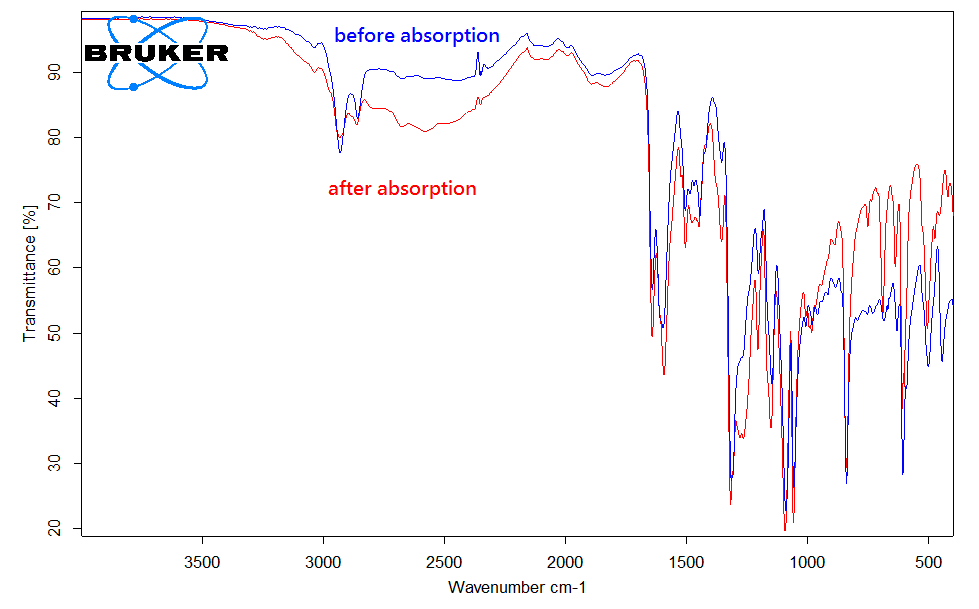 before absorption
BRUKER
after absorption
Transmittance [%]
90
80
70
60
50
40
30
20
3500 3000 2500 2000 1500 1000 500
Wavenumber cm-1